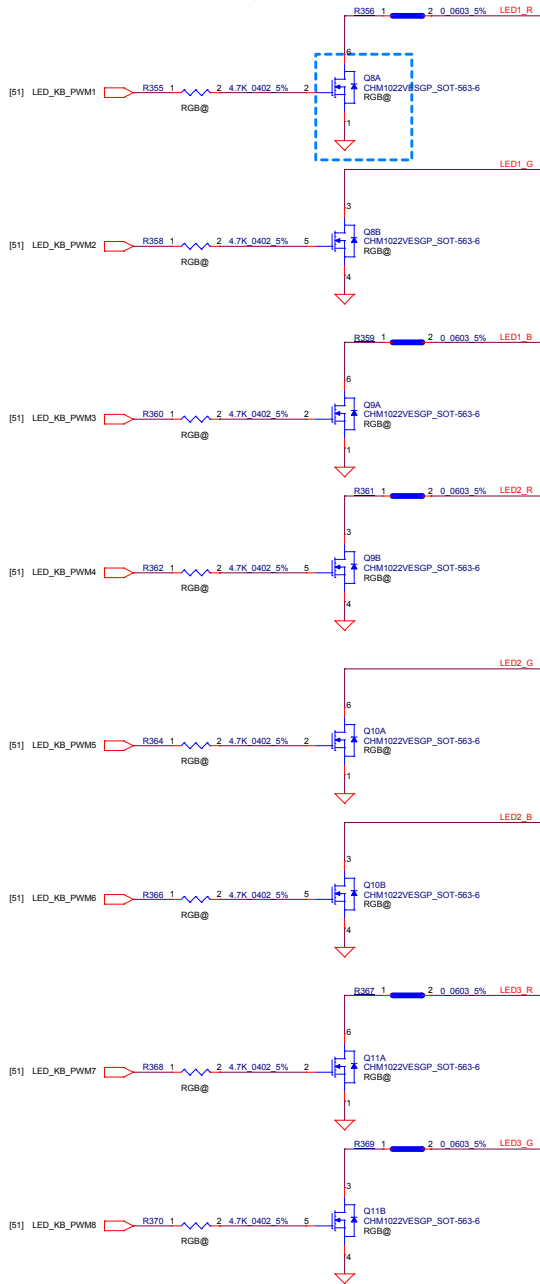 R356 1 2 0_0603_5% LED1_R
6
Q8A
[51] LED_KB_PWM1 R355 1 2 4.7K_0402_5% 2 CHM1022VESGP_SOT-563-6
RGB@ RGB@
1
LED1_G
3
Q8B
[51] LED_KB_PWM2 R358 1 2 4.7K_0402_5% 5 CHM1022VESGP_SOT-563-6
RGB@ RGB@
4
R359 1 2 0_0603_5% LED1_B
6
Q9A
[51] LED_KB_PWM3 R360 1 2 4.7K_0402_5% 2 CHM1022VESGP_SOT-563-6
RGB@ RGB@
1
R361 1 2 0_0603_5% LED2_R
3
Q9B
[51] LED_KB_PWM4 R362 1 2 4.7K_0402_5% 5 CHM1022VESGP_SOT-563-6
RGB@ RGB@
4
LED2_G
6
Q10A
[51] LED_KB_PWM5 R364 1 2 4.7K_0402_5% 2 CHM1022VESGP_SOT-563-6
RGB@ RGB@
1
LED2_B
3
Q10B
[51] LED_KB_PWM6 R366 1 2 4.7K_0402_5% 5 CHM1022VESGP_SOT-563-6
RGB@ RGB@
4
R367 1 2 0_0603_5% LED3_R
6
Q11A
[51] LED_KB_PWM7 R368 1 2 4.7K_0402_5% 2 CHM1022VESGP_SOT-563-6
RGB@ RGB@
1
R369 1 2 0_0603_5% LED3_G
3
Q11B
[51] LED_KB_PWM8 R370 1 2 4.7K_0402_5% 5 CHM1022VESGP_SOT-563-6
RGB@ RGB@
4